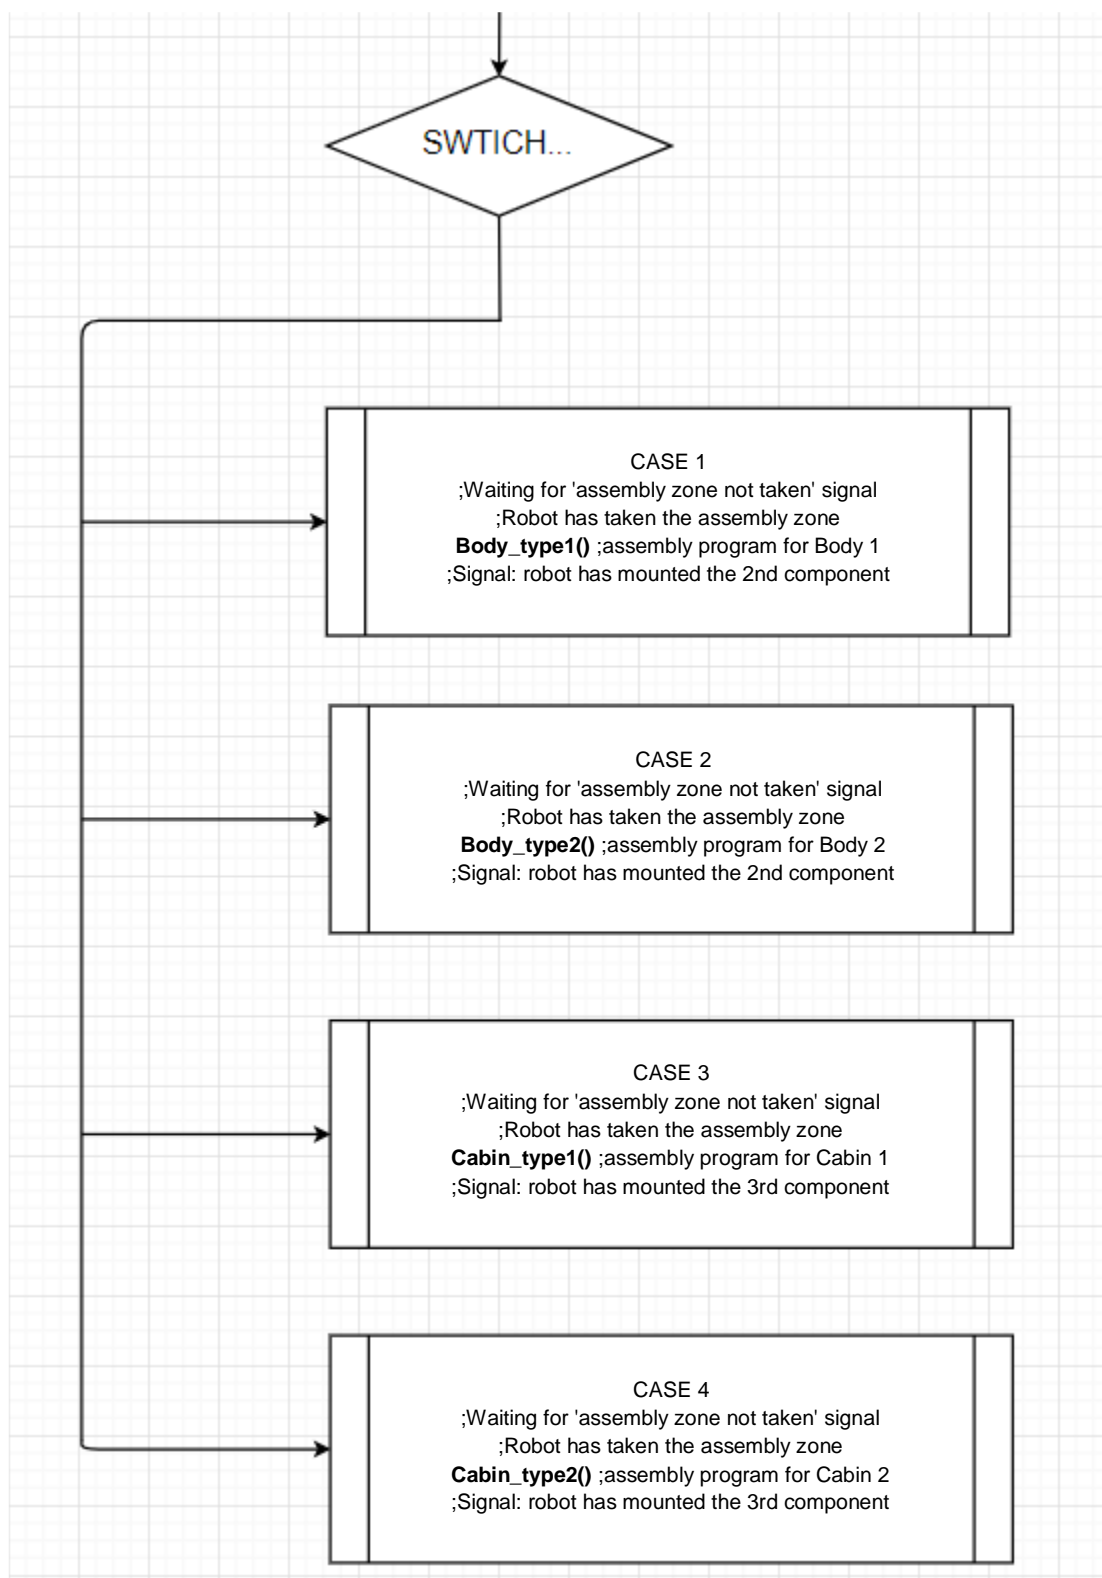 SWTICH...
CASE 1
;Waiting for 'assembly zone not taken' signal
;Robot has taken the assembly zone
Body_type1() ;assembly program for Body 1
;Signal: robot has mounted the 2nd component
CASE 2
;Waiting for 'assembly zone not taken' signal
;Robot has taken the assembly zone
Body_type2() ;assembly program for Body 2
;Signal: robot has mounted the 2nd component
CASE 3
;Waiting for 'assembly zone not taken' signal
;Robot has taken the assembly zone
Cabin_type1() ;assembly program for Cabin 1
;Signal: robot has mounted the 3rd component
CASE 4
;Waiting for 'assembly zone not taken' signal
;Robot has taken the assembly zone
Cabin_type2() ;assembly program for Cabin 2
;Signal: robot has mounted the 3rd component